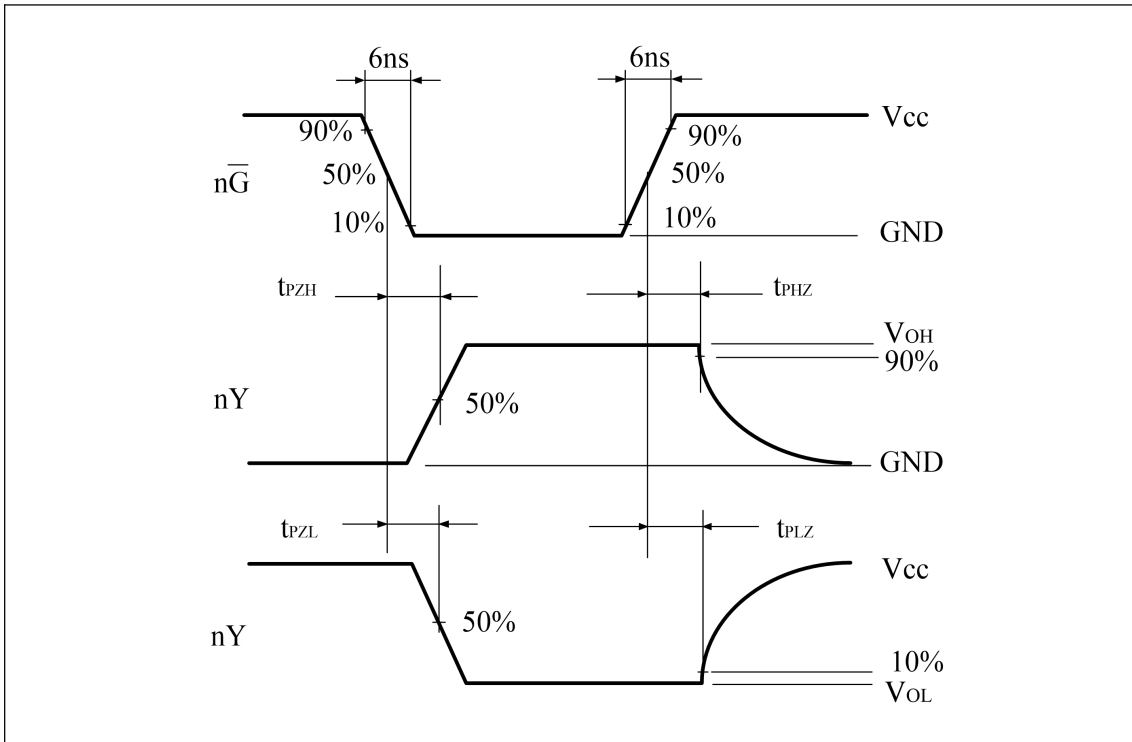 6ns 6ns
Vcc
90% 90%
nG̅ 50% 50%
10% 10%
GND
tPZH tPHZ
VOH
90%
nY 50%
GND
tPZL tPLZ
Vcc
nY 50%
10%
VOL